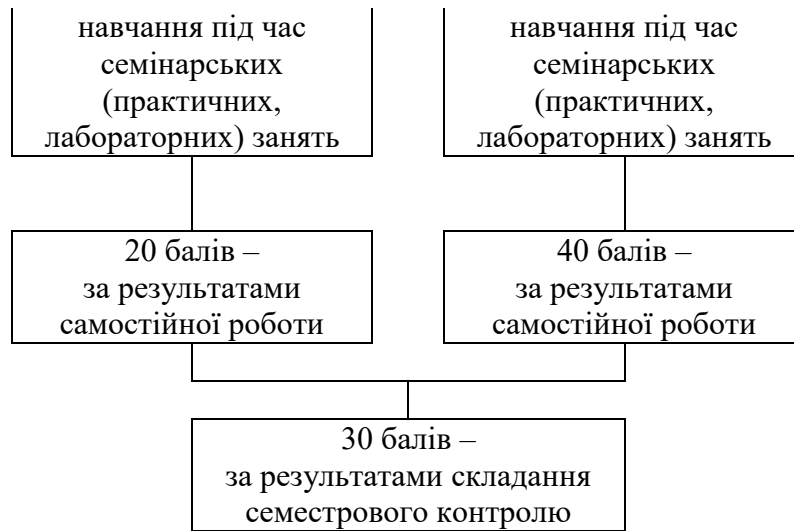 навчання під час
семінарських
(практичних,
лабораторних) занять
навчання під час
семінарських
(практичних,
лабораторних) занять
20 балів –
за результатами
самостійної роботи
40 балів –
за результатами
самостійної роботи
30 балів –
за результатами складання
семестрового контролю